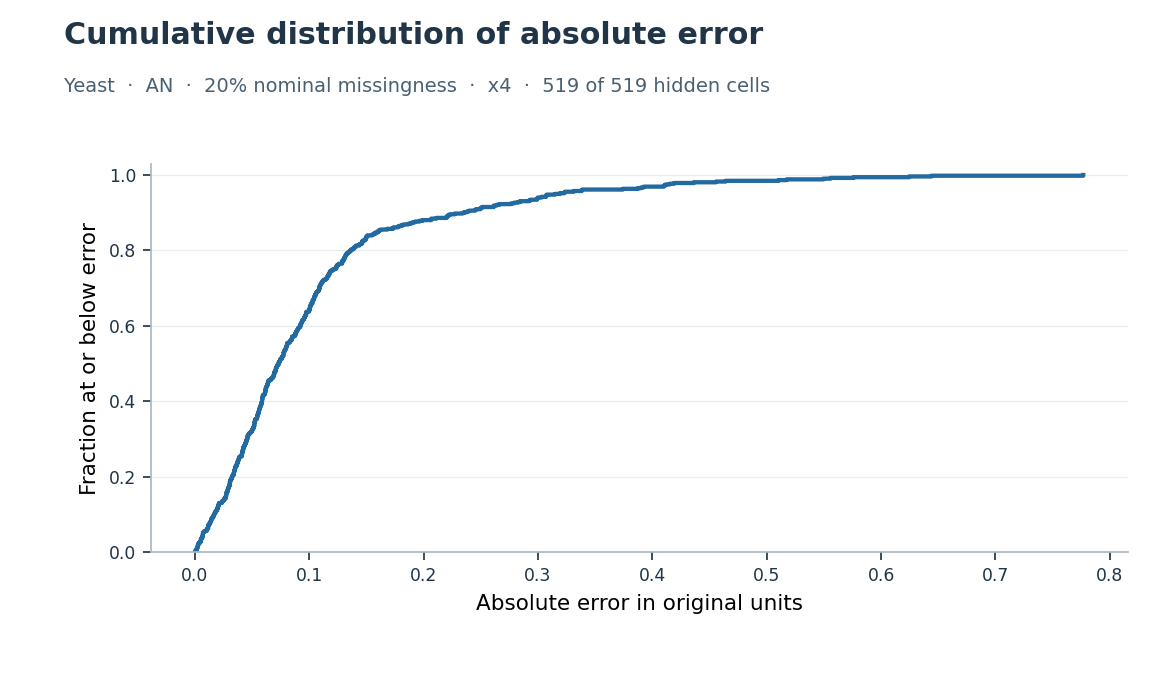 Cumulative distribution of absolute error
Yeast · AN · 20% nominal missingness · x4 · 519 of 519 hidden cells
Fraction at or below error
1.0
0.8
0.6
0.4
0.2
0.0
0.0 0.1 0.2 0.3 0.4 0.5 0.6 0.7 0.8
Absolute error in original units